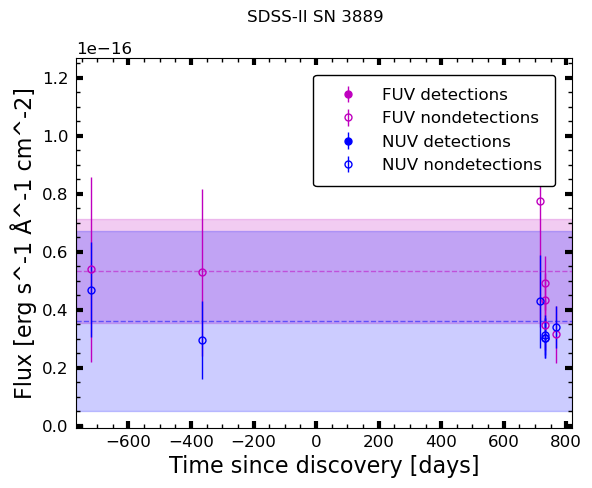 SDSS-II SN 3889
1e−16
FUV detections
FUV nondetections
NUV detections
NUV nondetections
1.2
1.0
0.8
0.6
0.4
0.2
0.0
Flux [erg s^-1 Å^-1 cm^-2]
−600 −400 −200 0 200 400 600 800
Time since discovery [days]